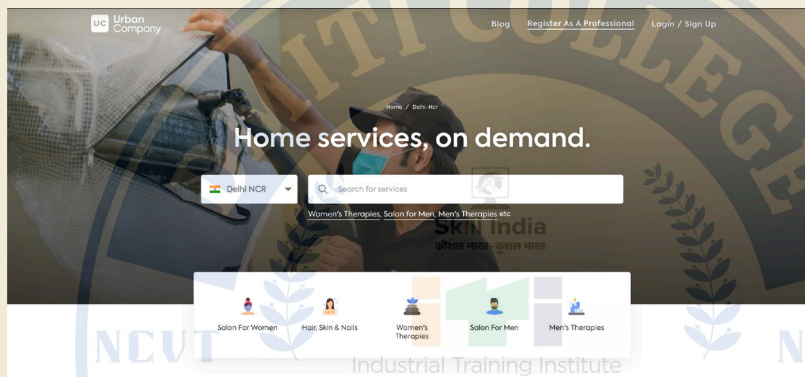 UC Urban
Company
Blog Register As A Professional Login / Sign Up
ITI COLLEGE
Home / Delhi-Ncr
Home services, on demand.
Delhi NCR
Search for services
Women's Therapies, Salon for Men, Men's Therapies etc
Skill India
कौशल भारत-कुशल भारत
Salon For Women
Hair, Skin & Nails
Women's
Therapies
Salon For Men
Men's Therapies
NCVT
Industrial Training Institute